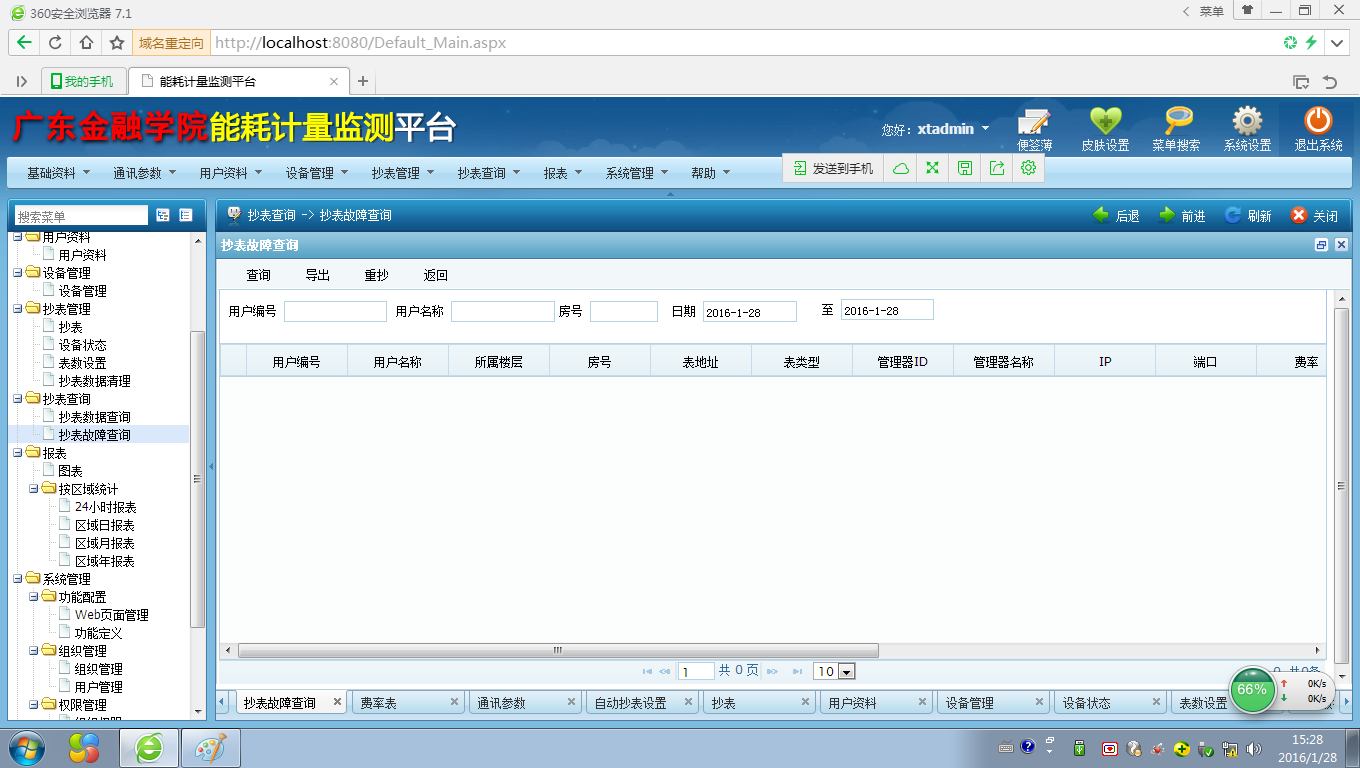 360安全浏览器 7.1
菜单
域名重定向 http://localhost:8080/Default_Main.aspx
我的手机 能耗计量监测平台
广东金融学院能耗计量监测平台
您好：xtadmin
便签薄 皮肤设置 菜单搜索 系统设置 退出系统
基础资料 通讯参数 用户资料 设备管理 抄表管理 抄表查询 报表 系统管理 帮助
发送到手机
搜索菜单
抄表查询 -> 抄表故障查询
后退 前进 刷新 关闭
抄表故障查询
查询 导出 重抄 返回
用户编号 用户名称 房号 日期 2016-1-28 至 2016-1-28
用户编号 用户名称 所属楼层 房号 表地址 表类型 管理器ID 管理器名称 IP 端口 费率
用户资料
用户资料
设备管理
设备管理
抄表管理
抄表
设备状态
表数设置
抄表数据清理
抄表查询
抄表数据查询
抄表故障查询
报表
图表
按区域统计
24小时报表
区域日报表
区域月报表
区域年报表
系统管理
功能配置
Web页面管理
功能定义
组织管理
组织管理
用户管理
权限管理
1 共 0 页 10
共0条
抄表故障查询 费率表 通讯参数 自动抄表设置 抄表 用户资料 设备管理 设备状态 表数设置
66% 0K/s
0K/s
15:28
2016/1/28